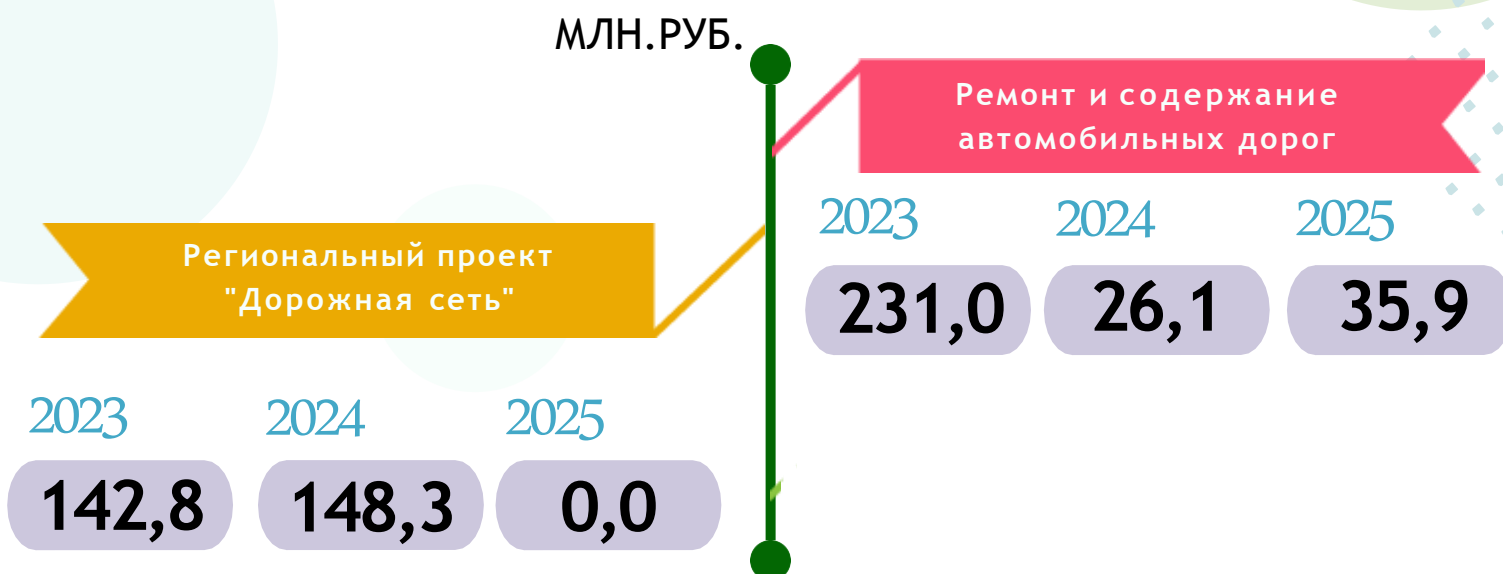 МЛН.РУБ.
Ремонт и содержание
автомобильных дорог
2023 2024 2025
231,0 26,1 35,9
Региональный проект
"Дорожная сеть"
2023 2024 2025
142,8 148,3 0,0